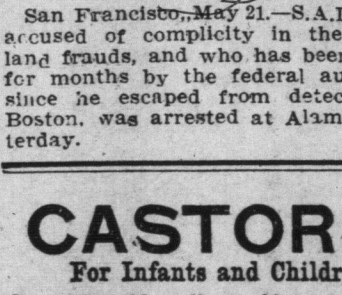 San Francisco, May 21.—S.A.
accused of complicity in the
land frauds, and who has bee
for months by the federal au
since he escaped from detec
Boston, was arrested at Alam
terday.
CASTOR
For Infants and Childr